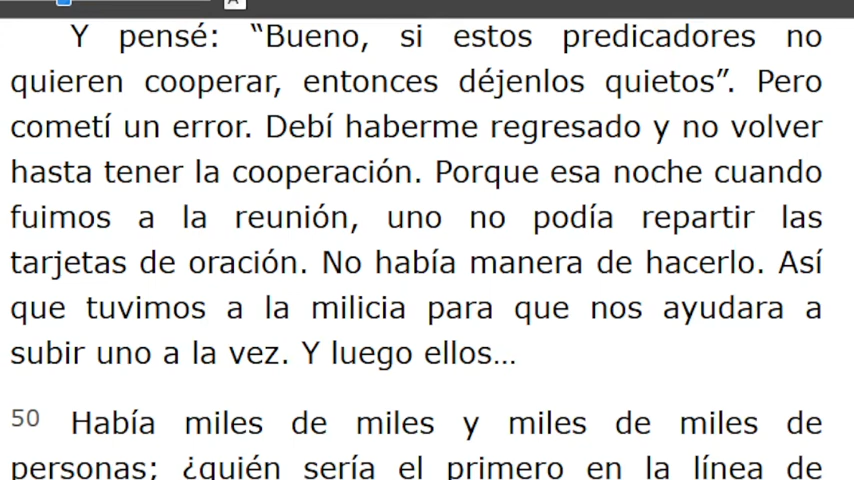 Y pensé: “Bueno, si estos predicadores no
quieren cooperar, entonces déjenlos quietos”. Pero
cometí un error. Debí haberme regresado y no volver
hasta tener la cooperación. Porque esa noche cuando
fuimos a la reunión, uno no podía repartir las
tarjetas de oración. No había manera de hacerlo. Así
que tuvimos a la milicia para que nos ayudara a
subir uno a la vez. Y luego ellos…
50 Había miles de miles y miles de miles de
personas; ¿quién sería el primero en la línea de